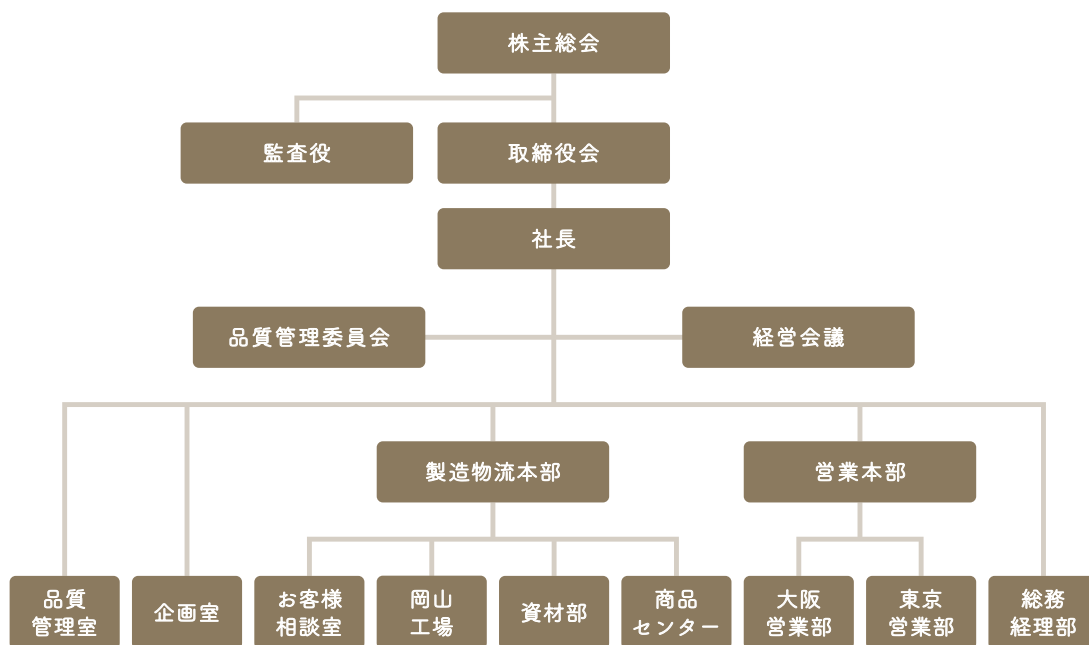 株主総会
監査役
取締役会
社長
品質管理委員会
経営会議
製造物流本部
営業本部
品質
管理室
企画室
お客様
相談室
岡山
工場
資材部
商品
センター
大阪
営業部
東京
営業部
総務
経理部